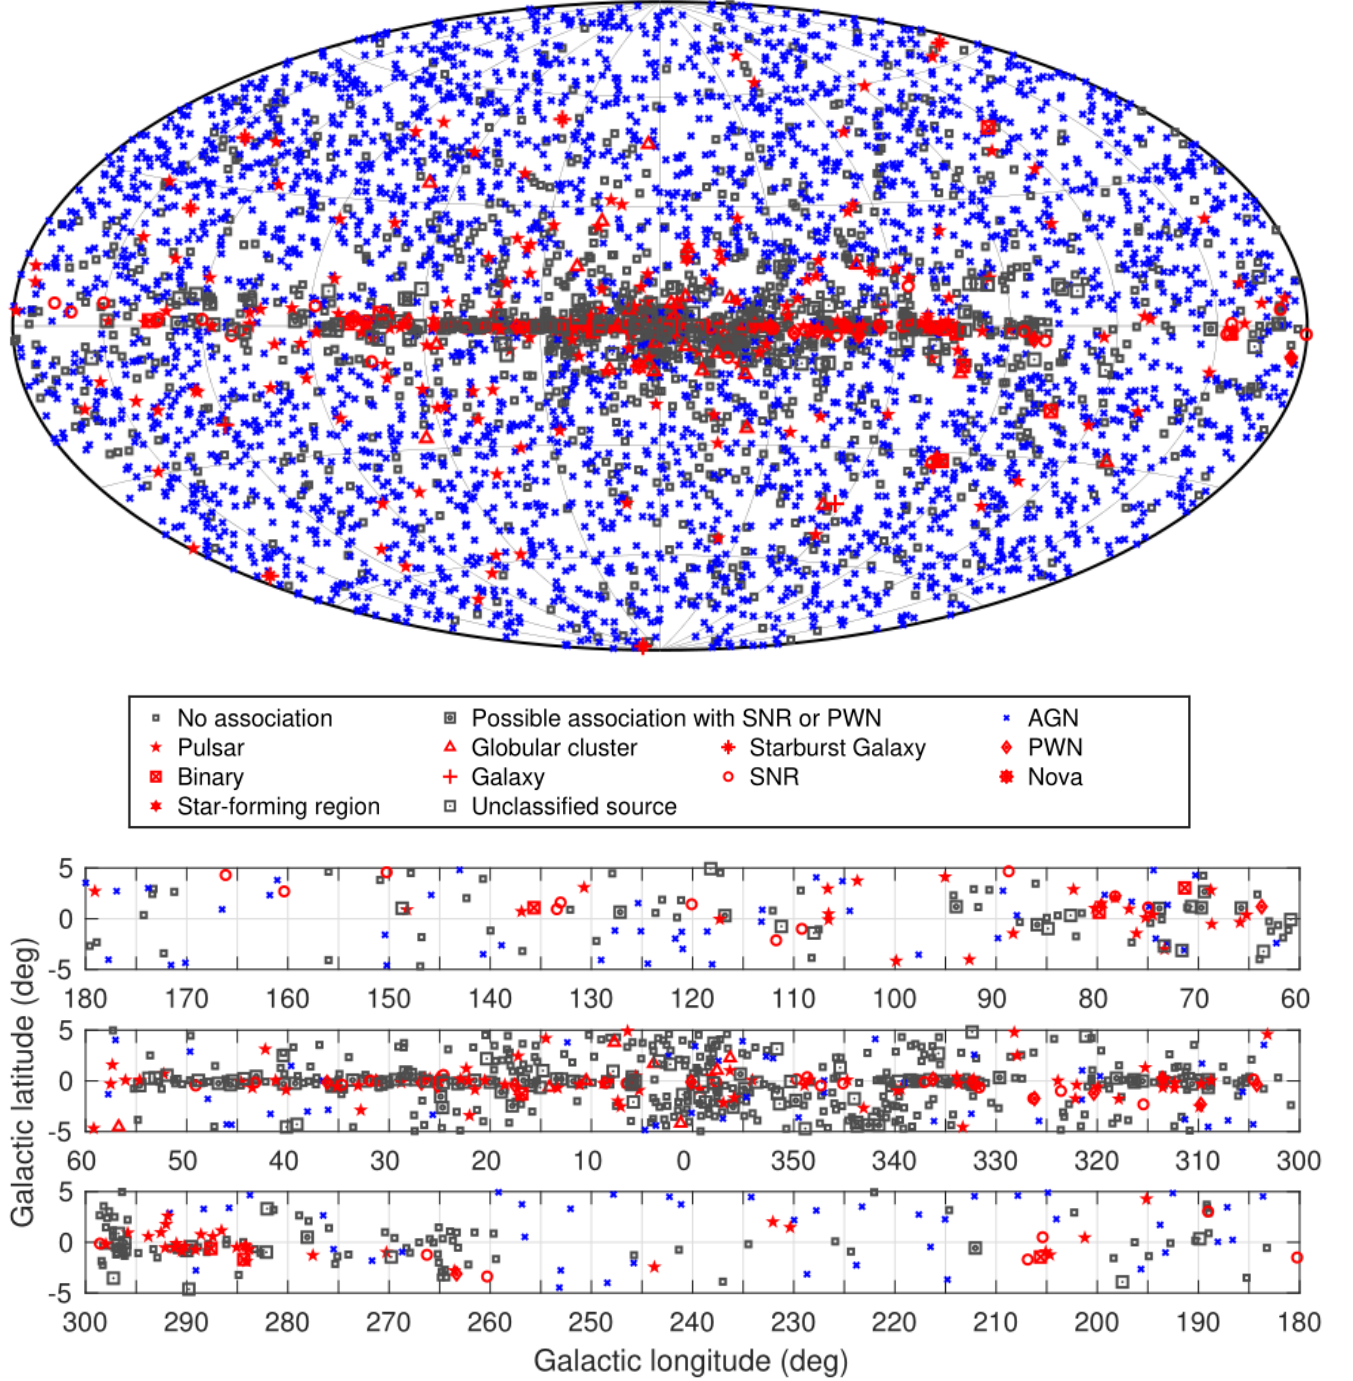 No association Possible association with SNR or PWN AGN
Pulsar Globular cluster Starburst Galaxy PWN
Binary Galaxy SNR Nova
Star-forming region Unclassified source
5
0
-5
180 170 160 150 140 130 120 110 100 90 80 70 60
5
0
-5
60 50 40 30 20 10 0 350 340 330 320 310 300
5
0
-5
300 290 280 270 260 250 240 230 220 210 200 190 180
Galactic latitude (deg)
Galactic longitude (deg)